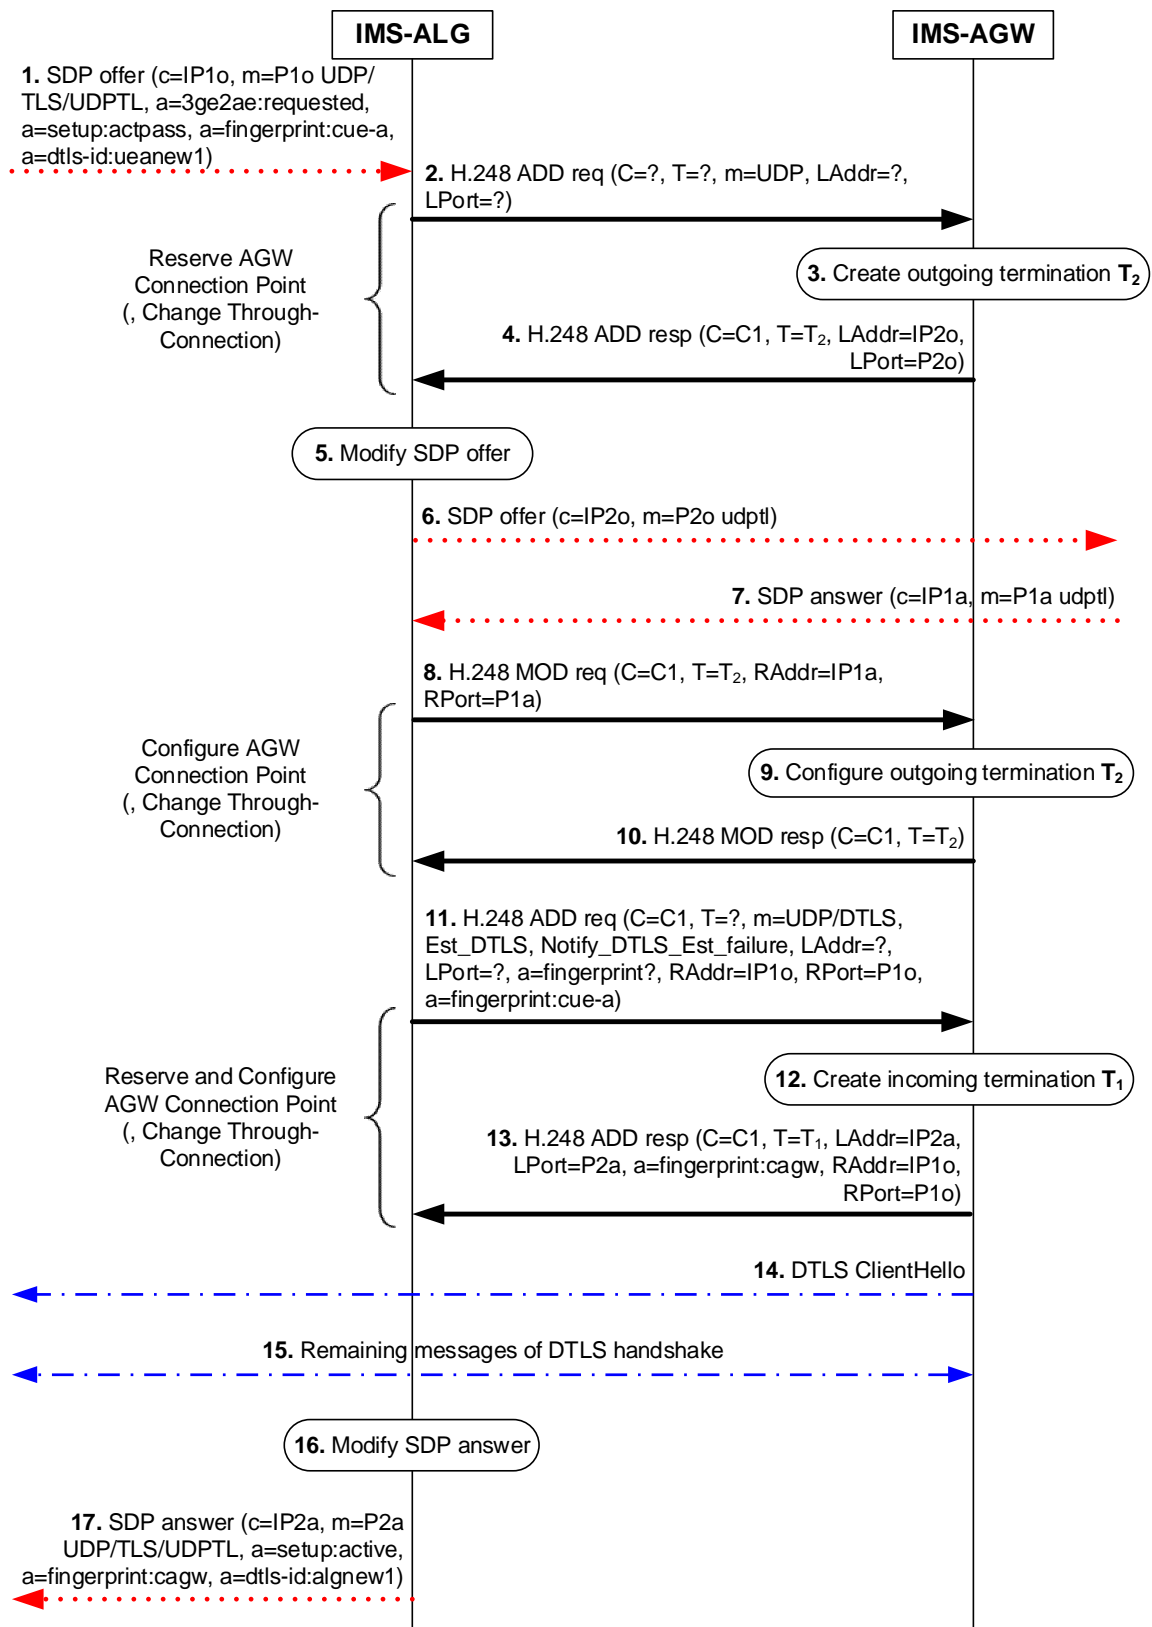 IMS-ALG
IMS-AGW
1. SDP offer (c=IP1o, m=P1o UDP/
TLS/UDPTL, a=3ge2ae:requested,
a=setup:actpass, a=fingerprint:cue-a,
a=dtls-id:ueanew1)
2. H.248 ADD req (C=?, T=?, m=UDP, LAddr=?,
LPort=?)
Reserve AGW
Connection Point
(, Change Through-
Connection)
3. Create outgoing termination T₂
4. H.248 ADD resp (C=C1, T=T₂, LAddr=IP2o,
LPort=P2o)
5. Modify SDP offer
6. SDP offer (c=IP2o, m=P2o udptl)
7. SDP answer (c=IP1a, m=P1a udptl)
8. H.248 MOD req (C=C1, T=T₂, RAddr=IP1a,
RPort=P1a)
Configure AGW
Connection Point
(, Change Through-
Connection)
9. Configure outgoing termination T₂
10. H.248 MOD resp (C=C1, T=T₂)
11. H.248 ADD req (C=C1, T=?, m=UDP/DTLS,
Est_DTLS, Notify_DTLS_Est_failure, LAddr=?,
LPort=?, a=fingerprint?, RAddr=IP1o, RPort=P1o,
a=fingerprint:cue-a)
Reserve and Configure
AGW Connection Point
(, Change Through-
Connection)
12. Create incoming termination T₁
13. H.248 ADD resp (C=C1, T=T₁, LAddr=IP2a,
LPort=P2a, a=fingerprint:cagw, RAddr=IP1o,
RPort=P1o)
14. DTLS ClientHello
15. Remaining messages of DTLS handshake
16. Modify SDP answer
17. SDP answer (c=IP2a, m=P2a
UDP/TLS/UDPTL, a=setup:active,
a=fingerprint:cagw, a=dtls-id:algnew1)